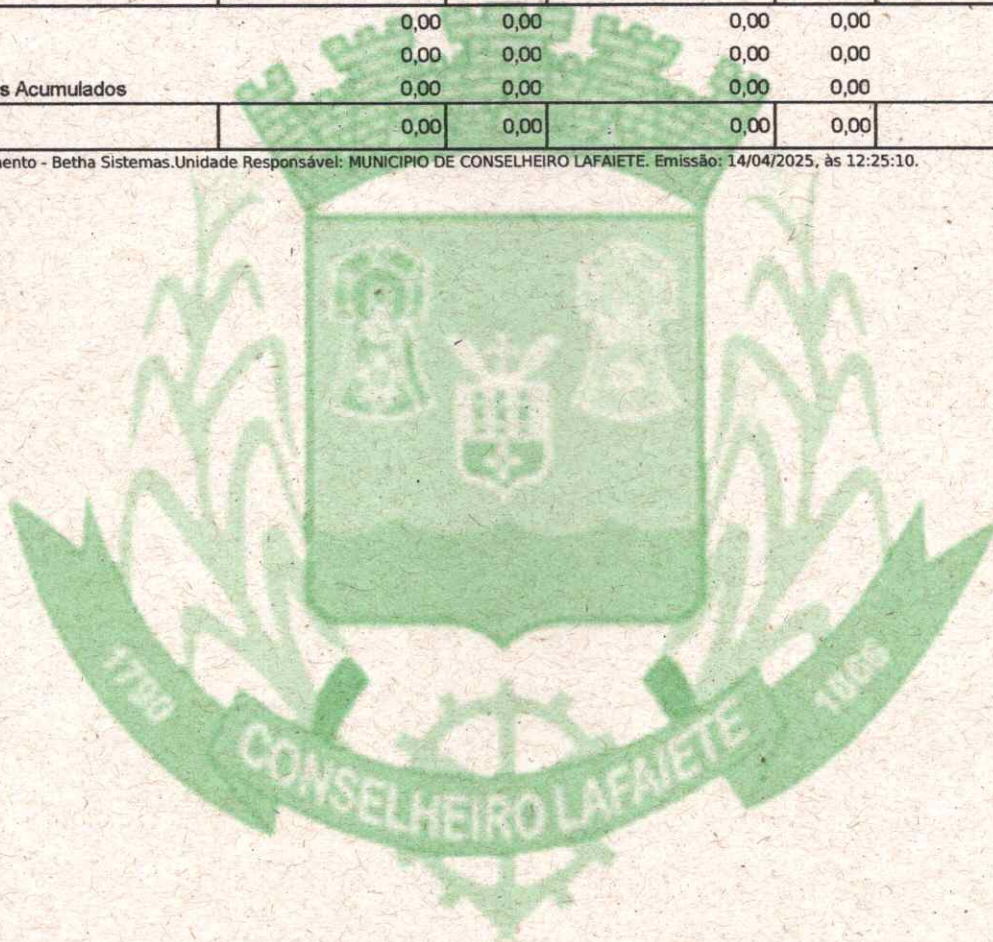 0,00 0,00 0,00 0,00
0,00 0,00 0,00 0,00
s Acumulados 0,00 0,00 0,00 0,00
0,00 0,00 0,00 0,00
ento - Betha Sistemas.Unidade Responsável: MUNICIPIO DE CONSELHEIRO LAFAIETE. Emissão: 14/04/2025, às 12:25:10.
1790
CONSELHEIRO LAFAIETE